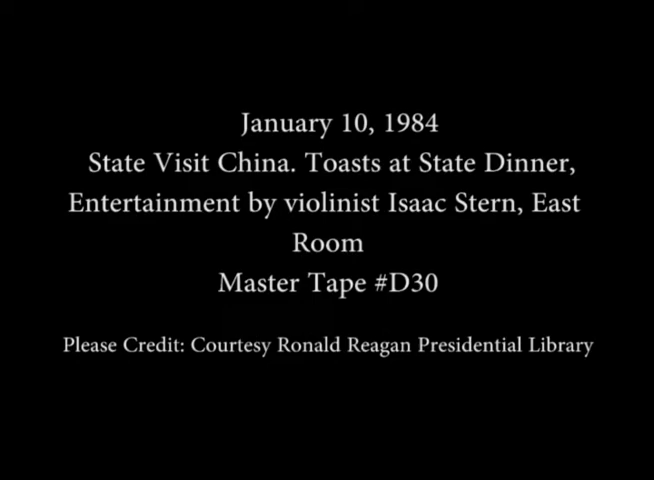 January 10, 1984
State Visit China. Toasts at State Dinner,
Entertainment by violinist Isaac Stern, East
Room
Master Tape #D30
Please Credit: Courtesy Ronald Reagan Presidential Library